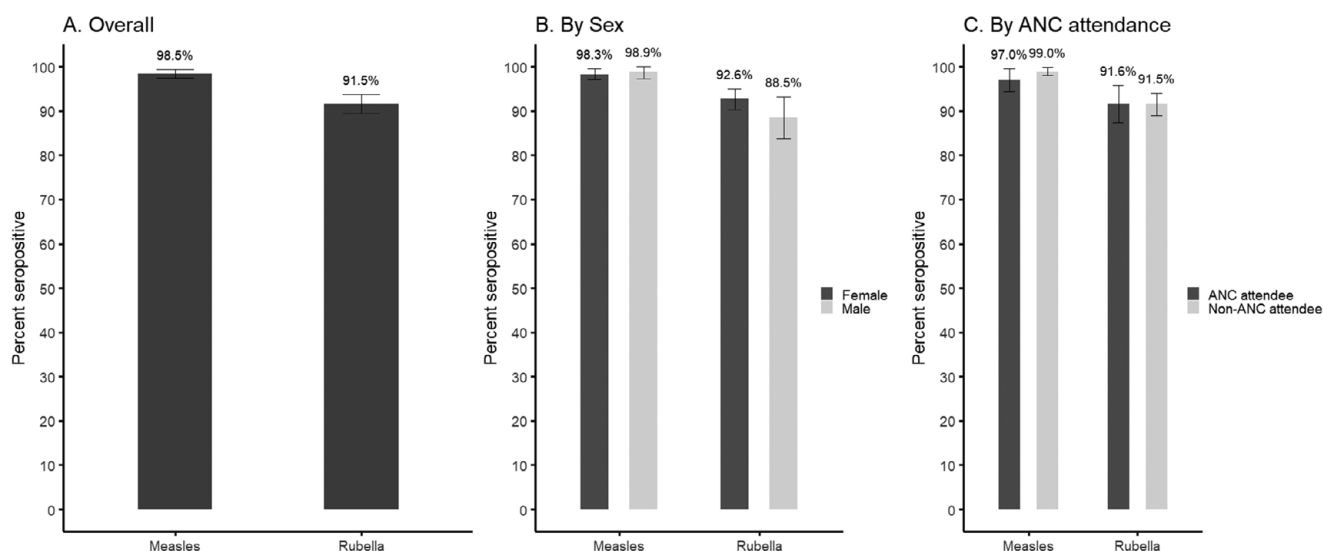 A. Overall
98.5%
91.5%
100
90
80
70
60
50
40
30
20
10
0
Percent seropositive
Measles
Rubella
B. By Sex
98.3%
98.9%
92.6%
88.5%
100
90
80
70
60
50
40
30
20
10
0
Percent seropositive
Measles
Rubella
Female
Male
C. By ANC attendance
97.0%
99.0%
91.6%
91.5%
100
90
80
70
60
50
40
30
20
10
0
Percent seropositive
Measles
Rubella
ANC attendee
Non-ANC attendee